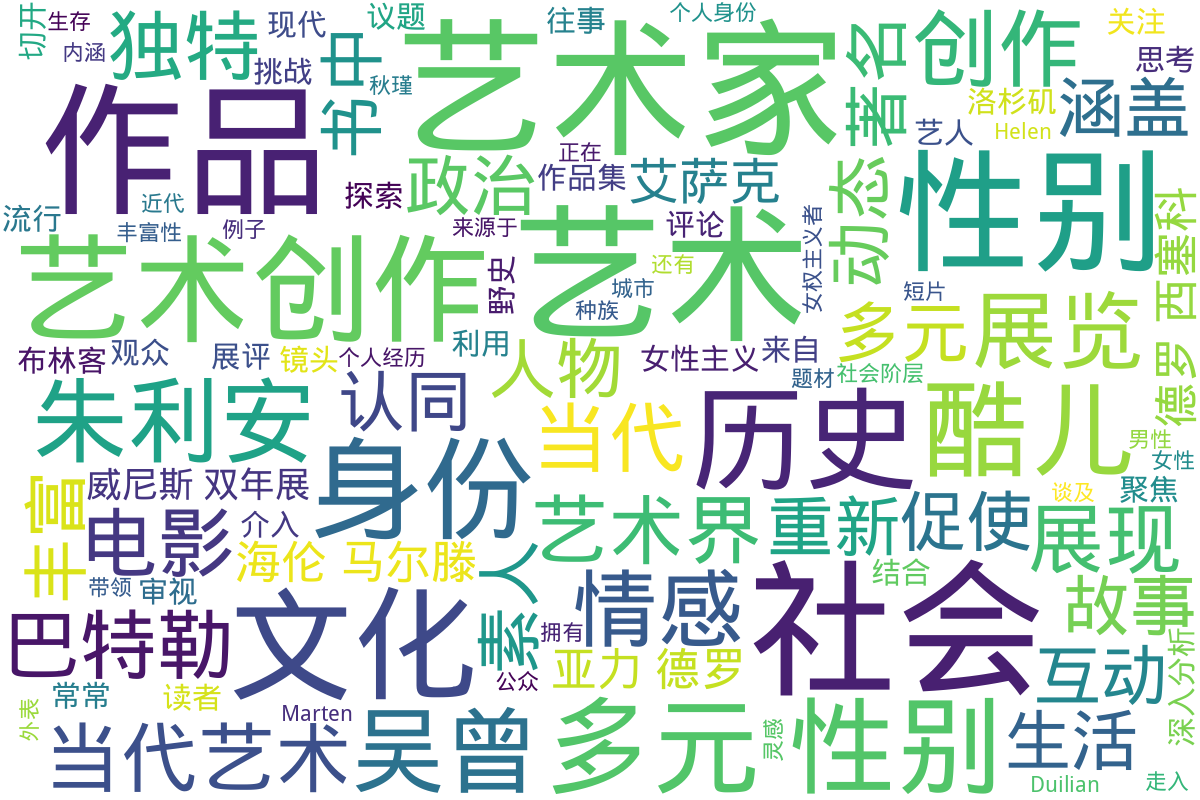 切开
生存
内涵
独特
现代
挑战
议题
书中
秋瑾
往事
个人身份
艺术家
著名
创作
关注
思考
洛杉矶
涵盖
艺人
Helen
作品
近代
丰富性
例子
流行
探索
政治
正在
作品集
艾萨克
来源于
评论
动态
女权主义者
性别
西塞科
德罗
艺术创作
野史
艺术
还有
城市
种族
短片
多元
展览
布林客
观众
展评
镜头
个人经历
利用
人物
女性主义
来自
题材
社会阶层
朱利安
认同
当代
历史
酷儿
男性
女性
威尼斯
双年展
身份
丰富
电影
介入
海伦
马尔滕
素人
艺术界
重新
促使
展现
谈及
聚焦
带领
审视
巴特勒
文化
情感
社会
结合
故事
拥有
公众
亚力
德罗
互动
深入分析
常常
读者
外表
Marten
当代艺术
吴曾
多元
灵感
性别
生活
Duilian
走入